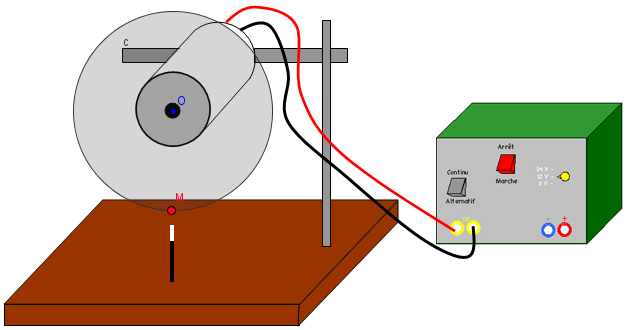 C
O
M
Arrêt
Continu
Marche
Alternatif
24 V -
12 V -
6 V -
=
- +